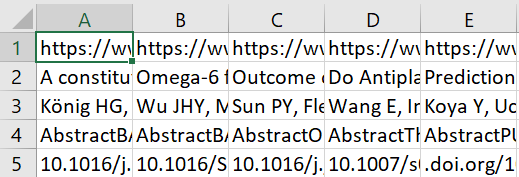 A B C D E
1 https://wv https://wv https://wv https://wv https://wv
2 A constitut Omega-6 f Outcome Do Antipla Prediction
3 König HG, Wu JHY, M Sun PY, Fle Wang E, Ir Koya Y, Uc
4 AbstractBA AbstractBA AbstractO AbstractTh AbstractPU
5 10.1016/j. 10.1016/S 10.1016/j. 10.1007/s .doi.org/10